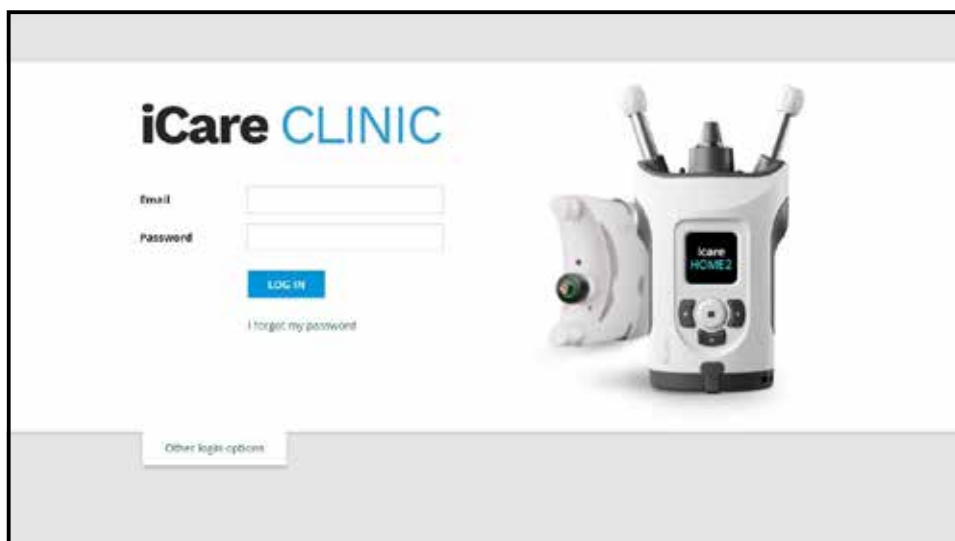 iCare CLINIC
Email
Password
LOG IN
I forgot my password
icare
HOME2
Other login options